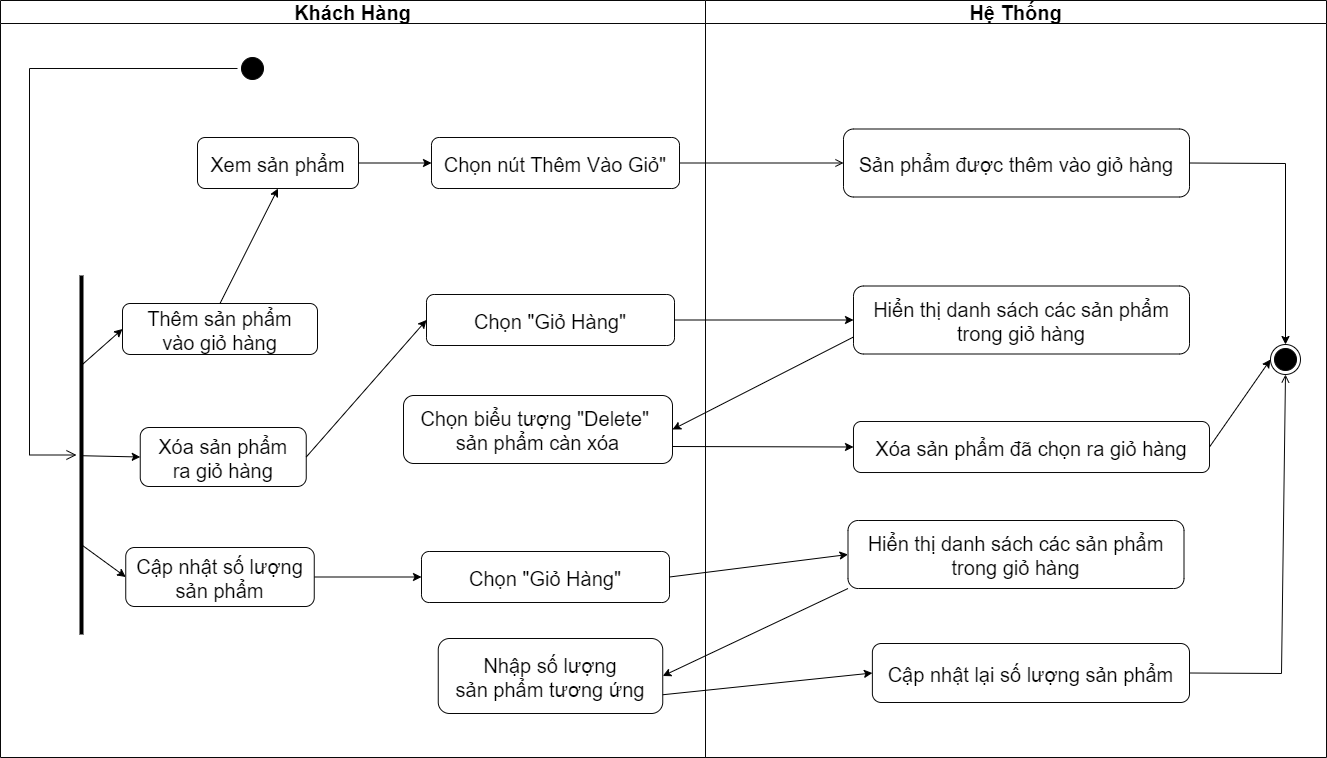 Khách Hàng
Hệ Thống
Xem sản phẩm
Chọn nút Thêm Vào Giỏ"
Sản phẩm được thêm vào giỏ hàng
Thêm sản phẩm
vào giỏ hàng
Chọn "Giỏ Hàng"
Hiển thị danh sách các sản phẩm
trong giỏ hàng
Xóa sản phẩm
ra giỏ hàng
Chọn biểu tượng "Delete"
sản phẩm càn xóa
Xóa sản phẩm đã chọn ra giỏ hàng
Cập nhật số lượng
sản phẩm
Chọn "Giỏ Hàng"
Hiển thị danh sách các sản phẩm
trong giỏ hàng
Nhập số lượng
sản phẩm tương ứng
Cập nhật lại số lượng sản phẩm